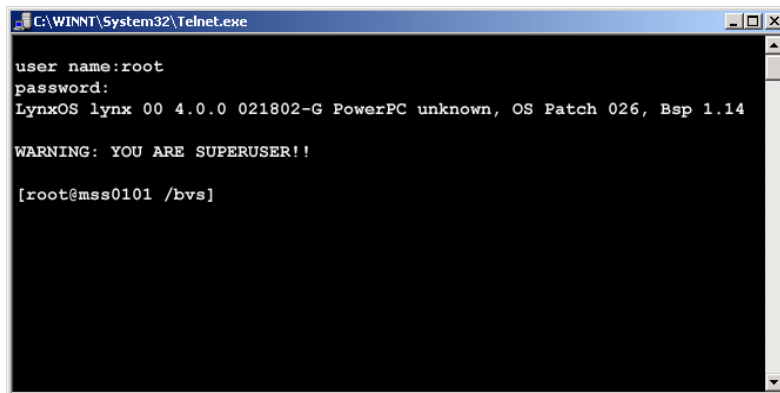 C:\WINNT\System32\Telnet.exe
user name:root
password:
LynxOS lynx 00 4.0.0 021802-G PowerPC unknown, OS Patch 026, Bsp 1.14
WARNING: YOU ARE SUPERUSER!!
[root@mss0101 /bvs]